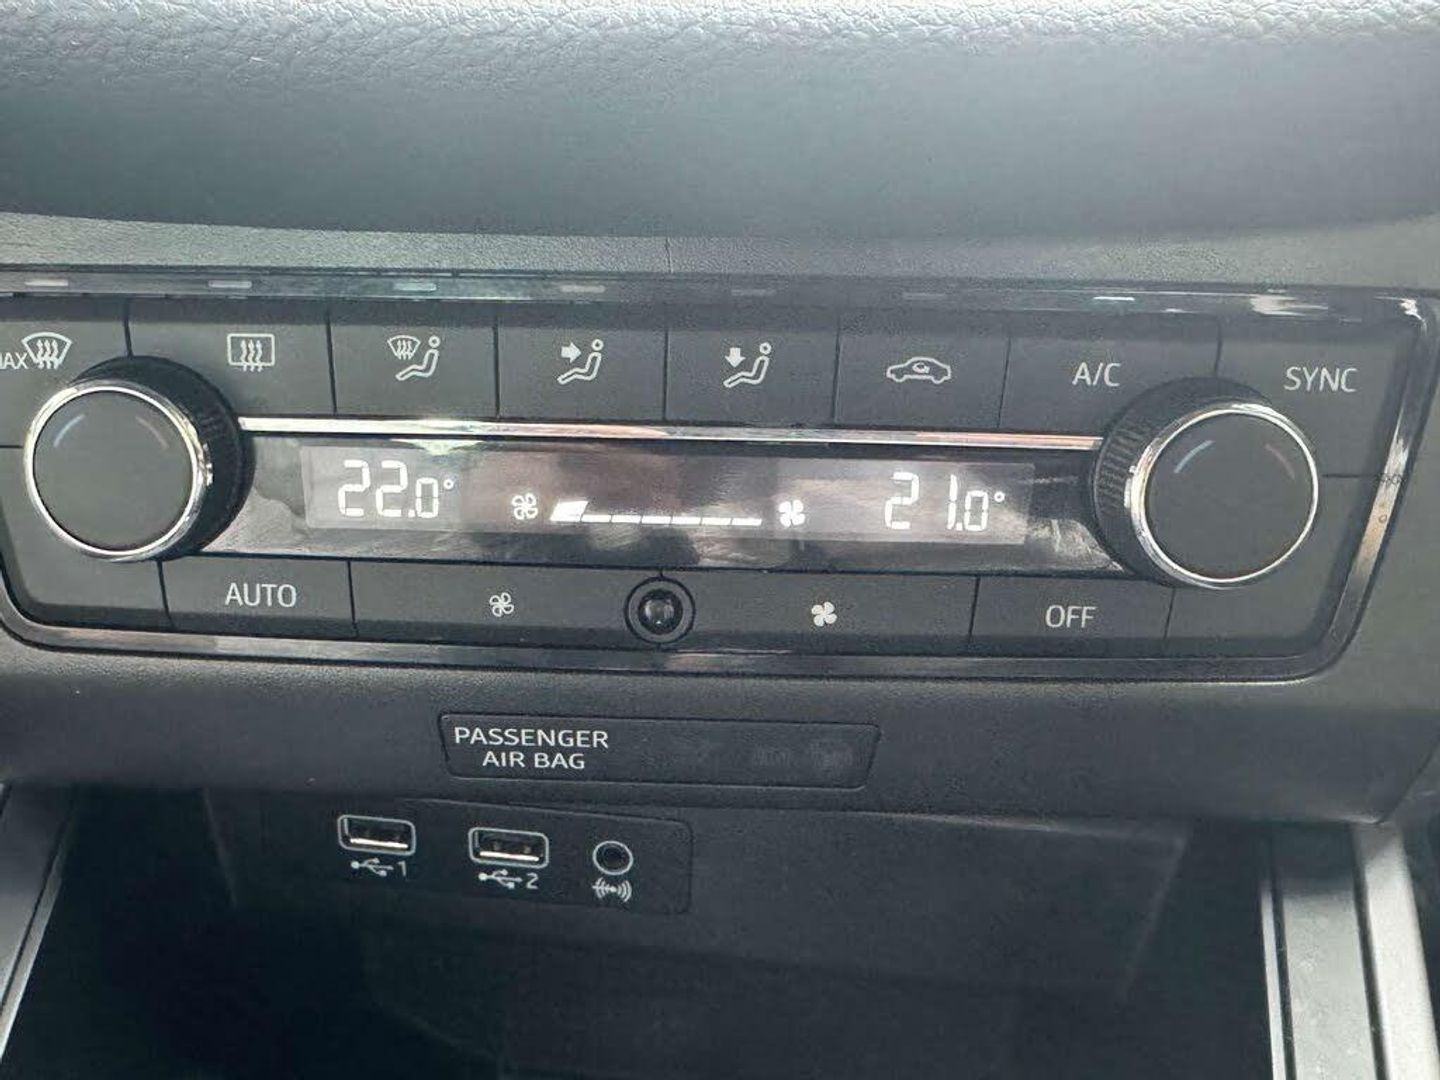 MAX
A/C
SYNC
22.0°
21.0°
AUTO
OFF
PASSENGER
AIR BAG
1
2